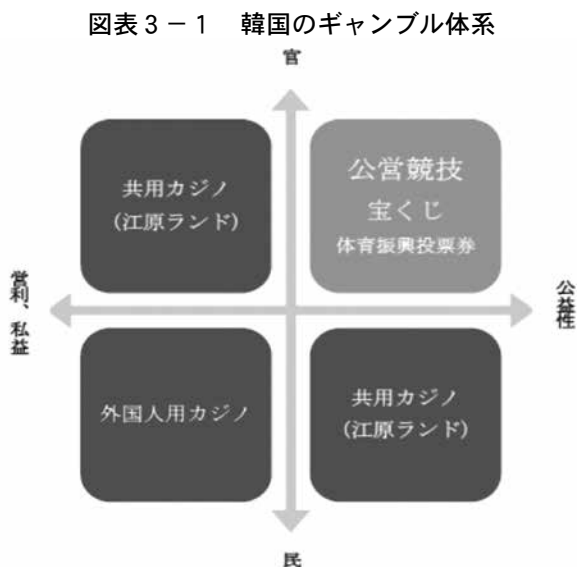 図表３－１　韓国のギャンブル体系
官
共用カジノ
(江原ランド)
公営競技
宝くじ
体育振興投票券
営利、私益
公益性
外国人用カジノ
共用カジノ
(江原ランド)
民